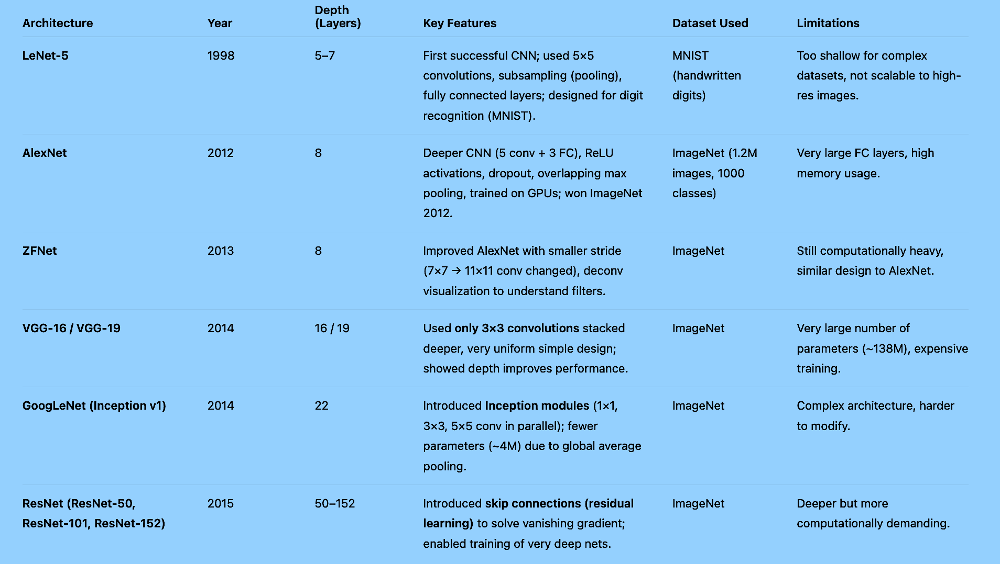 Architecture Year Depth (Layers) Key Features Dataset Used Limitations
LeNet-5 1998 5–7
First successful CNN; used 5×5
convolutions, subsampling (pooling),
fully connected layers; designed for digit
recognition (MNIST).
MNIST
(handwritten
digits)
Too shallow for complex
datasets, not scalable to high-
res images.
AlexNet 2012 8
Deeper CNN (5 conv + 3 FC), ReLU
activations, dropout, overlapping max
pooling, trained on GPUs; won ImageNet
2012.
ImageNet (1.2M
images, 1000
classes)
Very large FC layers, high
memory usage.
ZFNet 2013 8
Improved AlexNet with smaller stride
(7×7 → 11×11 conv changed), deconv
visualization to understand filters.
ImageNet
Still computationally heavy,
similar design to AlexNet.
VGG-16 / VGG-19 2014 16 / 19
Used only 3×3 convolutions stacked
deeper, very uniform simple design;
showed depth improves performance.
ImageNet
Very large number of
parameters (~138M), expensive
training.
GoogLeNet (Inception v1) 2014 22
Introduced Inception modules (1×1,
3×3, 5×5 conv in parallel); fewer
parameters (~4M) due to global average
pooling.
ImageNet
Complex architecture, harder
to modify.
ResNet (ResNet-50,
ResNet-101, ResNet-152)
2015 50–152
Introduced skip connections (residual
learning) to solve vanishing gradient;
enabled training of very deep nets.
ImageNet
Deeper but more
computationally demanding.